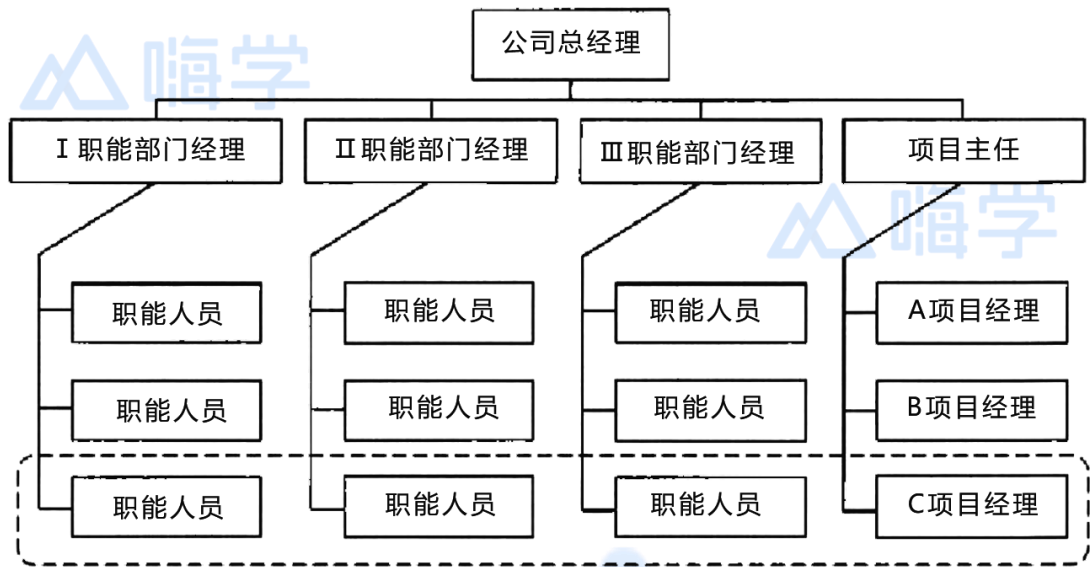 公司总经理
嗨学
Ⅰ职能部门经理
Ⅱ职能部门经理
Ⅲ职能部门经理
项目主任
嗨学
职能人员
职能人员
职能人员
A项目经理
职能人员
职能人员
职能人员
B项目经理
职能人员
职能人员
职能人员
C项目经理